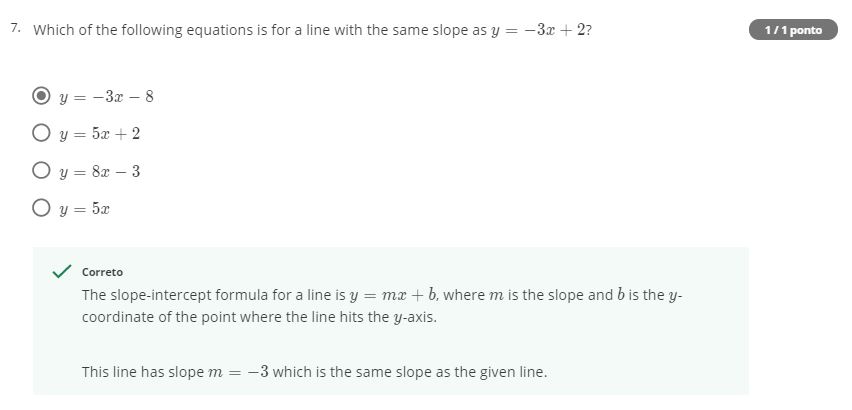 7. Which of the following equations is for a line with the same slope as y = −3x + 2?
1 / 1 ponto
y = −3x − 8
y = 5x + 2
y = 8x − 3
y = 5x
Correto
The slope-intercept formula for a line is y = mx + b, where m is the slope and b is the y-
coordinate of the point where the line hits the y-axis.
This line has slope m = −3 which is the same slope as the given line.